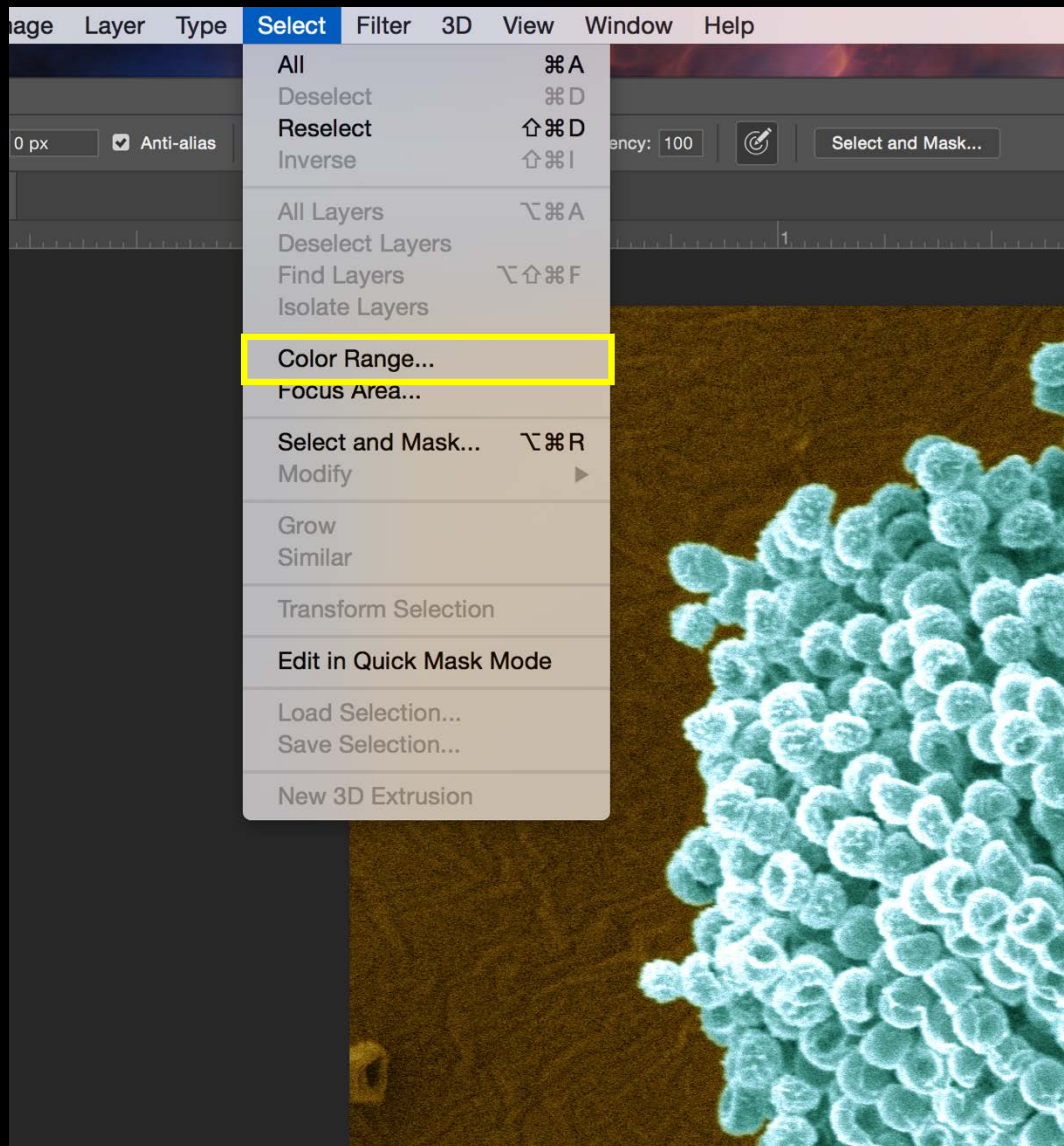 age Layer Type Select Filter 3D View Window Help
All ⌘A
Deselect ⌘D
Reselect ⇧⌘D
Inverse ⇧⌘I
0 px Anti-alias ency: 100 Select and Mask...
All Layers ⌥⌘A
Deselect Layers
Find Layers ⌥⇧⌘F
Isolate Layers
1
Color Range...
Focus Area...
Select and Mask... ⌥⌘R
Modify ▶
Grow
Similar
Transform Selection
Edit in Quick Mask Mode
Load Selection...
Save Selection...
New 3D Extrusion